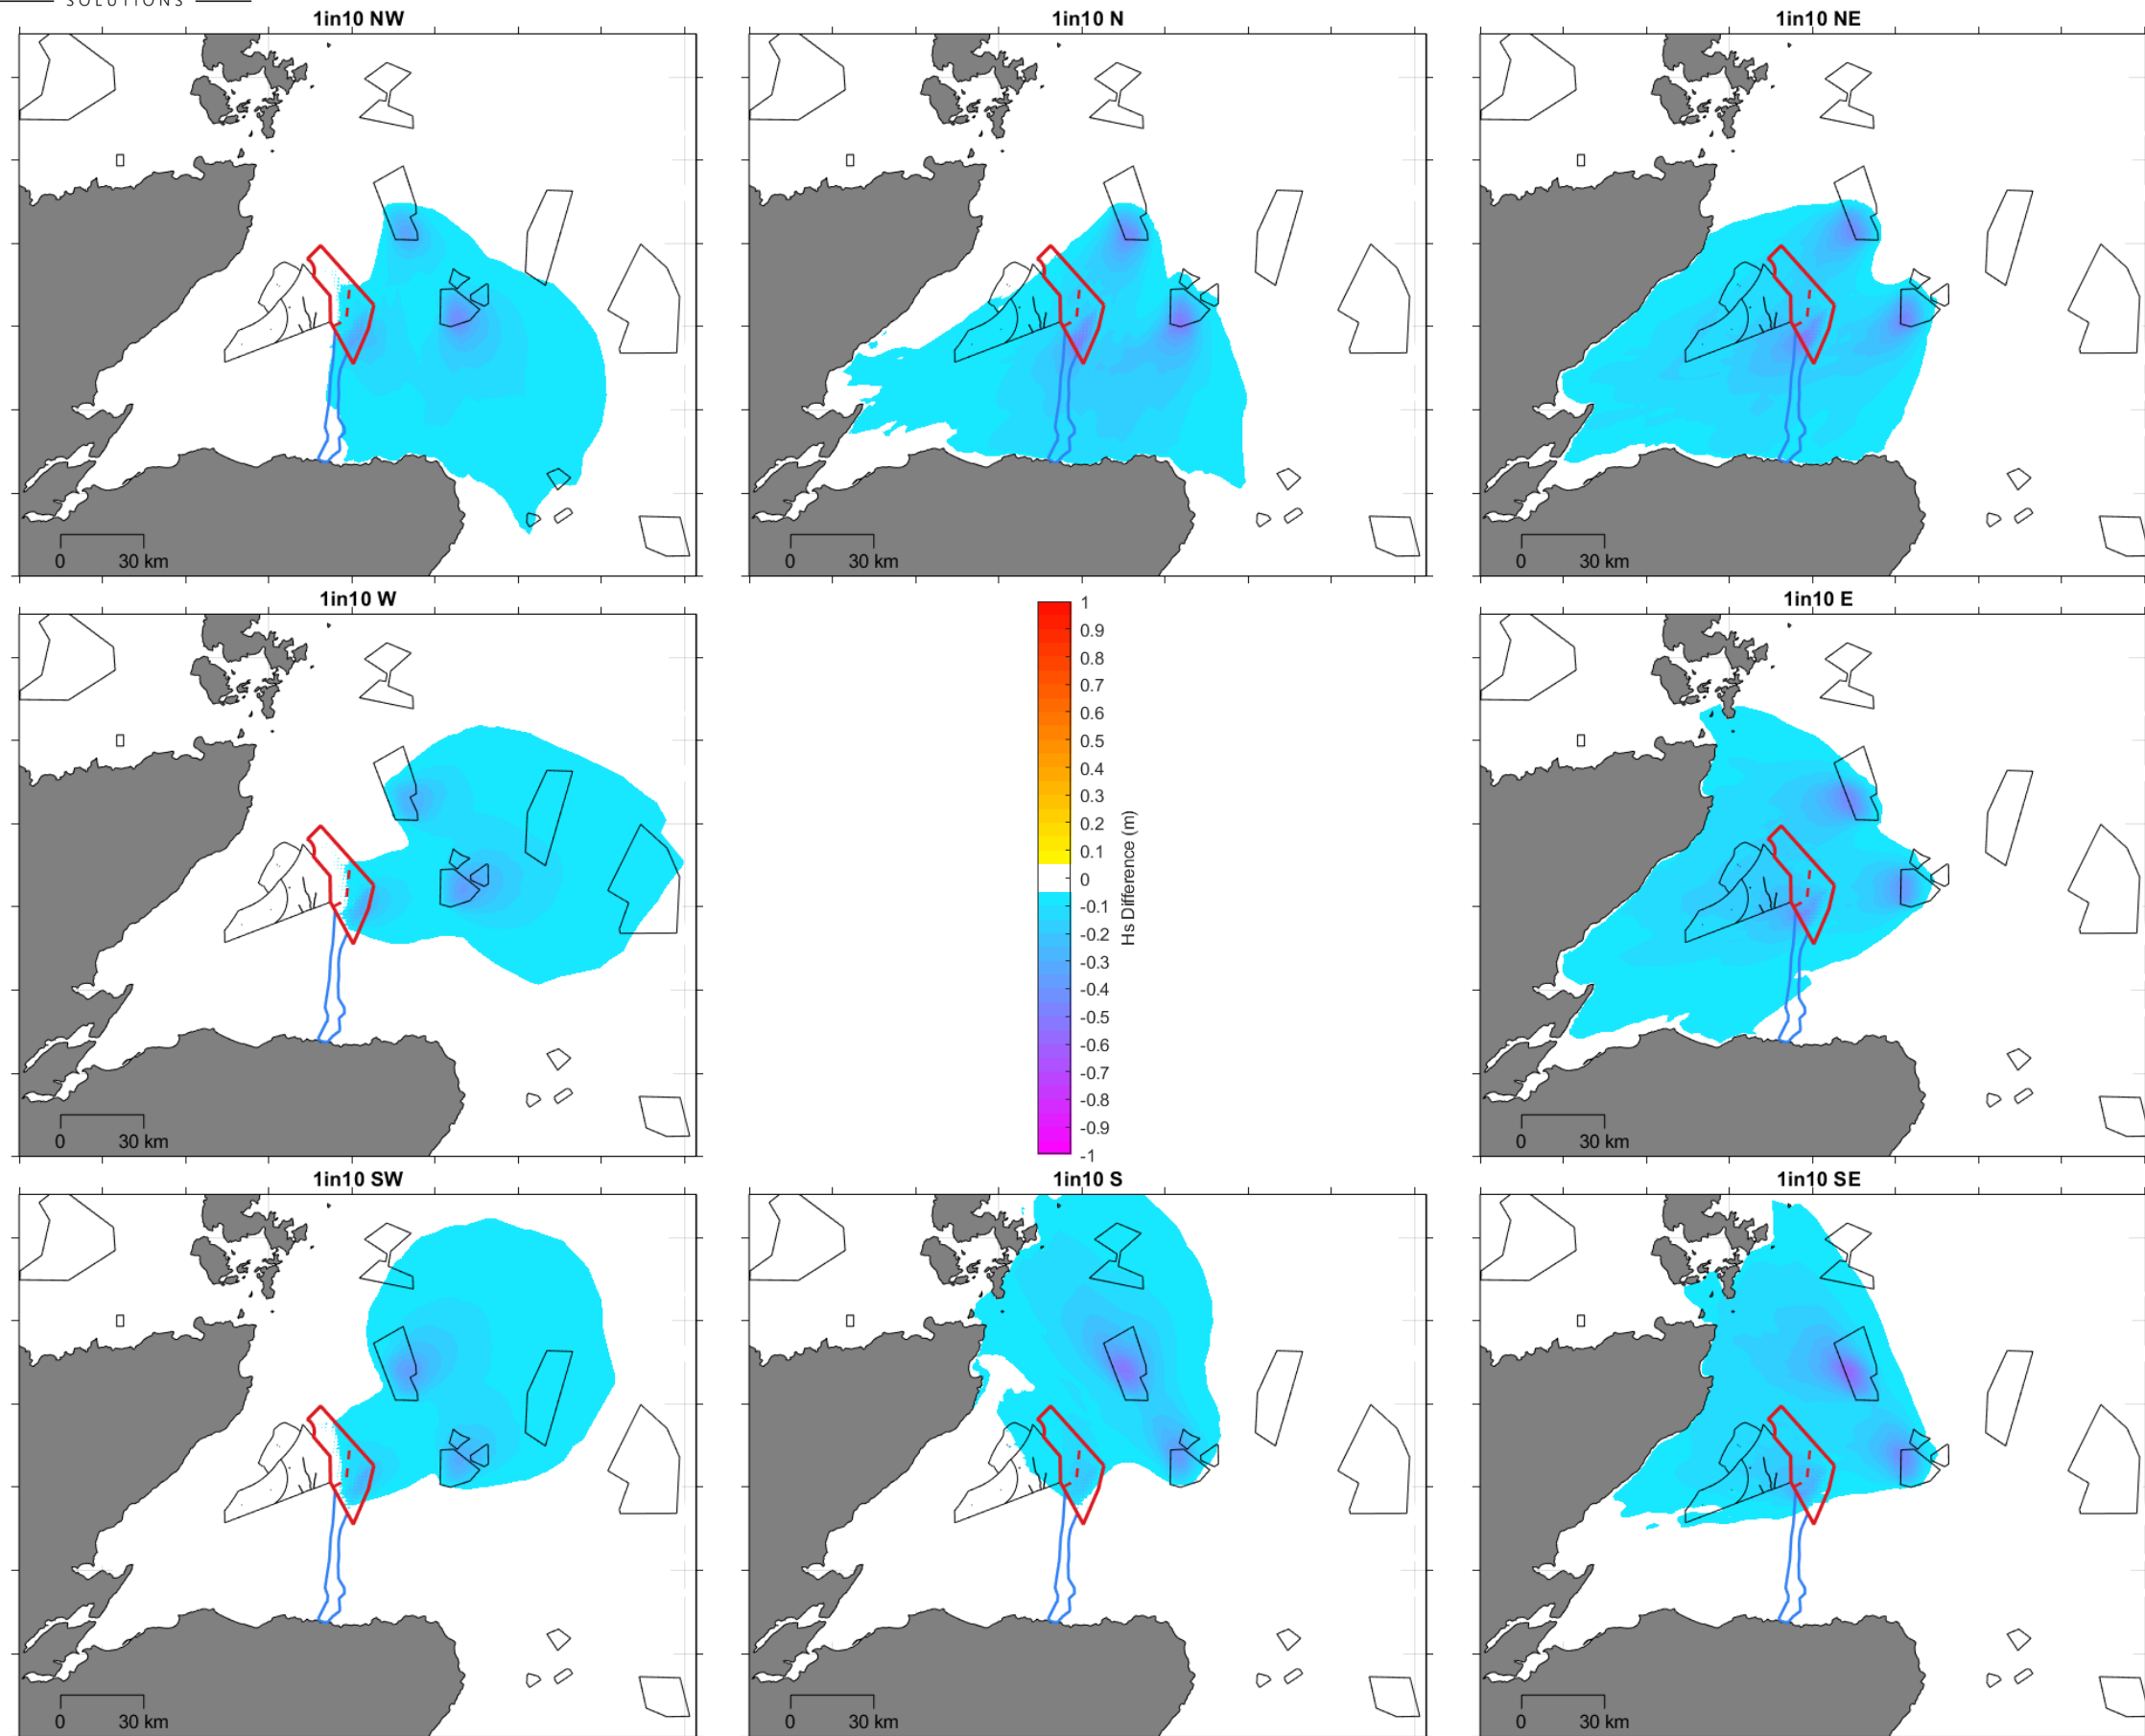 SOLUTIONS
1in10 NW
1in10 N
1in10 NE
0 30 km
0 30 km
0 30 km
1in10 W
1in10 E
1
0.9
0.8
0.7
0.6
0.5
0.4
0.3
0.2
0.1
0
-0.1
-0.2
-0.3
-0.4
-0.5
-0.6
-0.7
-0.8
-0.9
-1
Hs Difference (m)
0 30 km
0 30 km
1in10 SW
1in10 S
1in10 SE
0 30 km
0 30 km
0 30 km